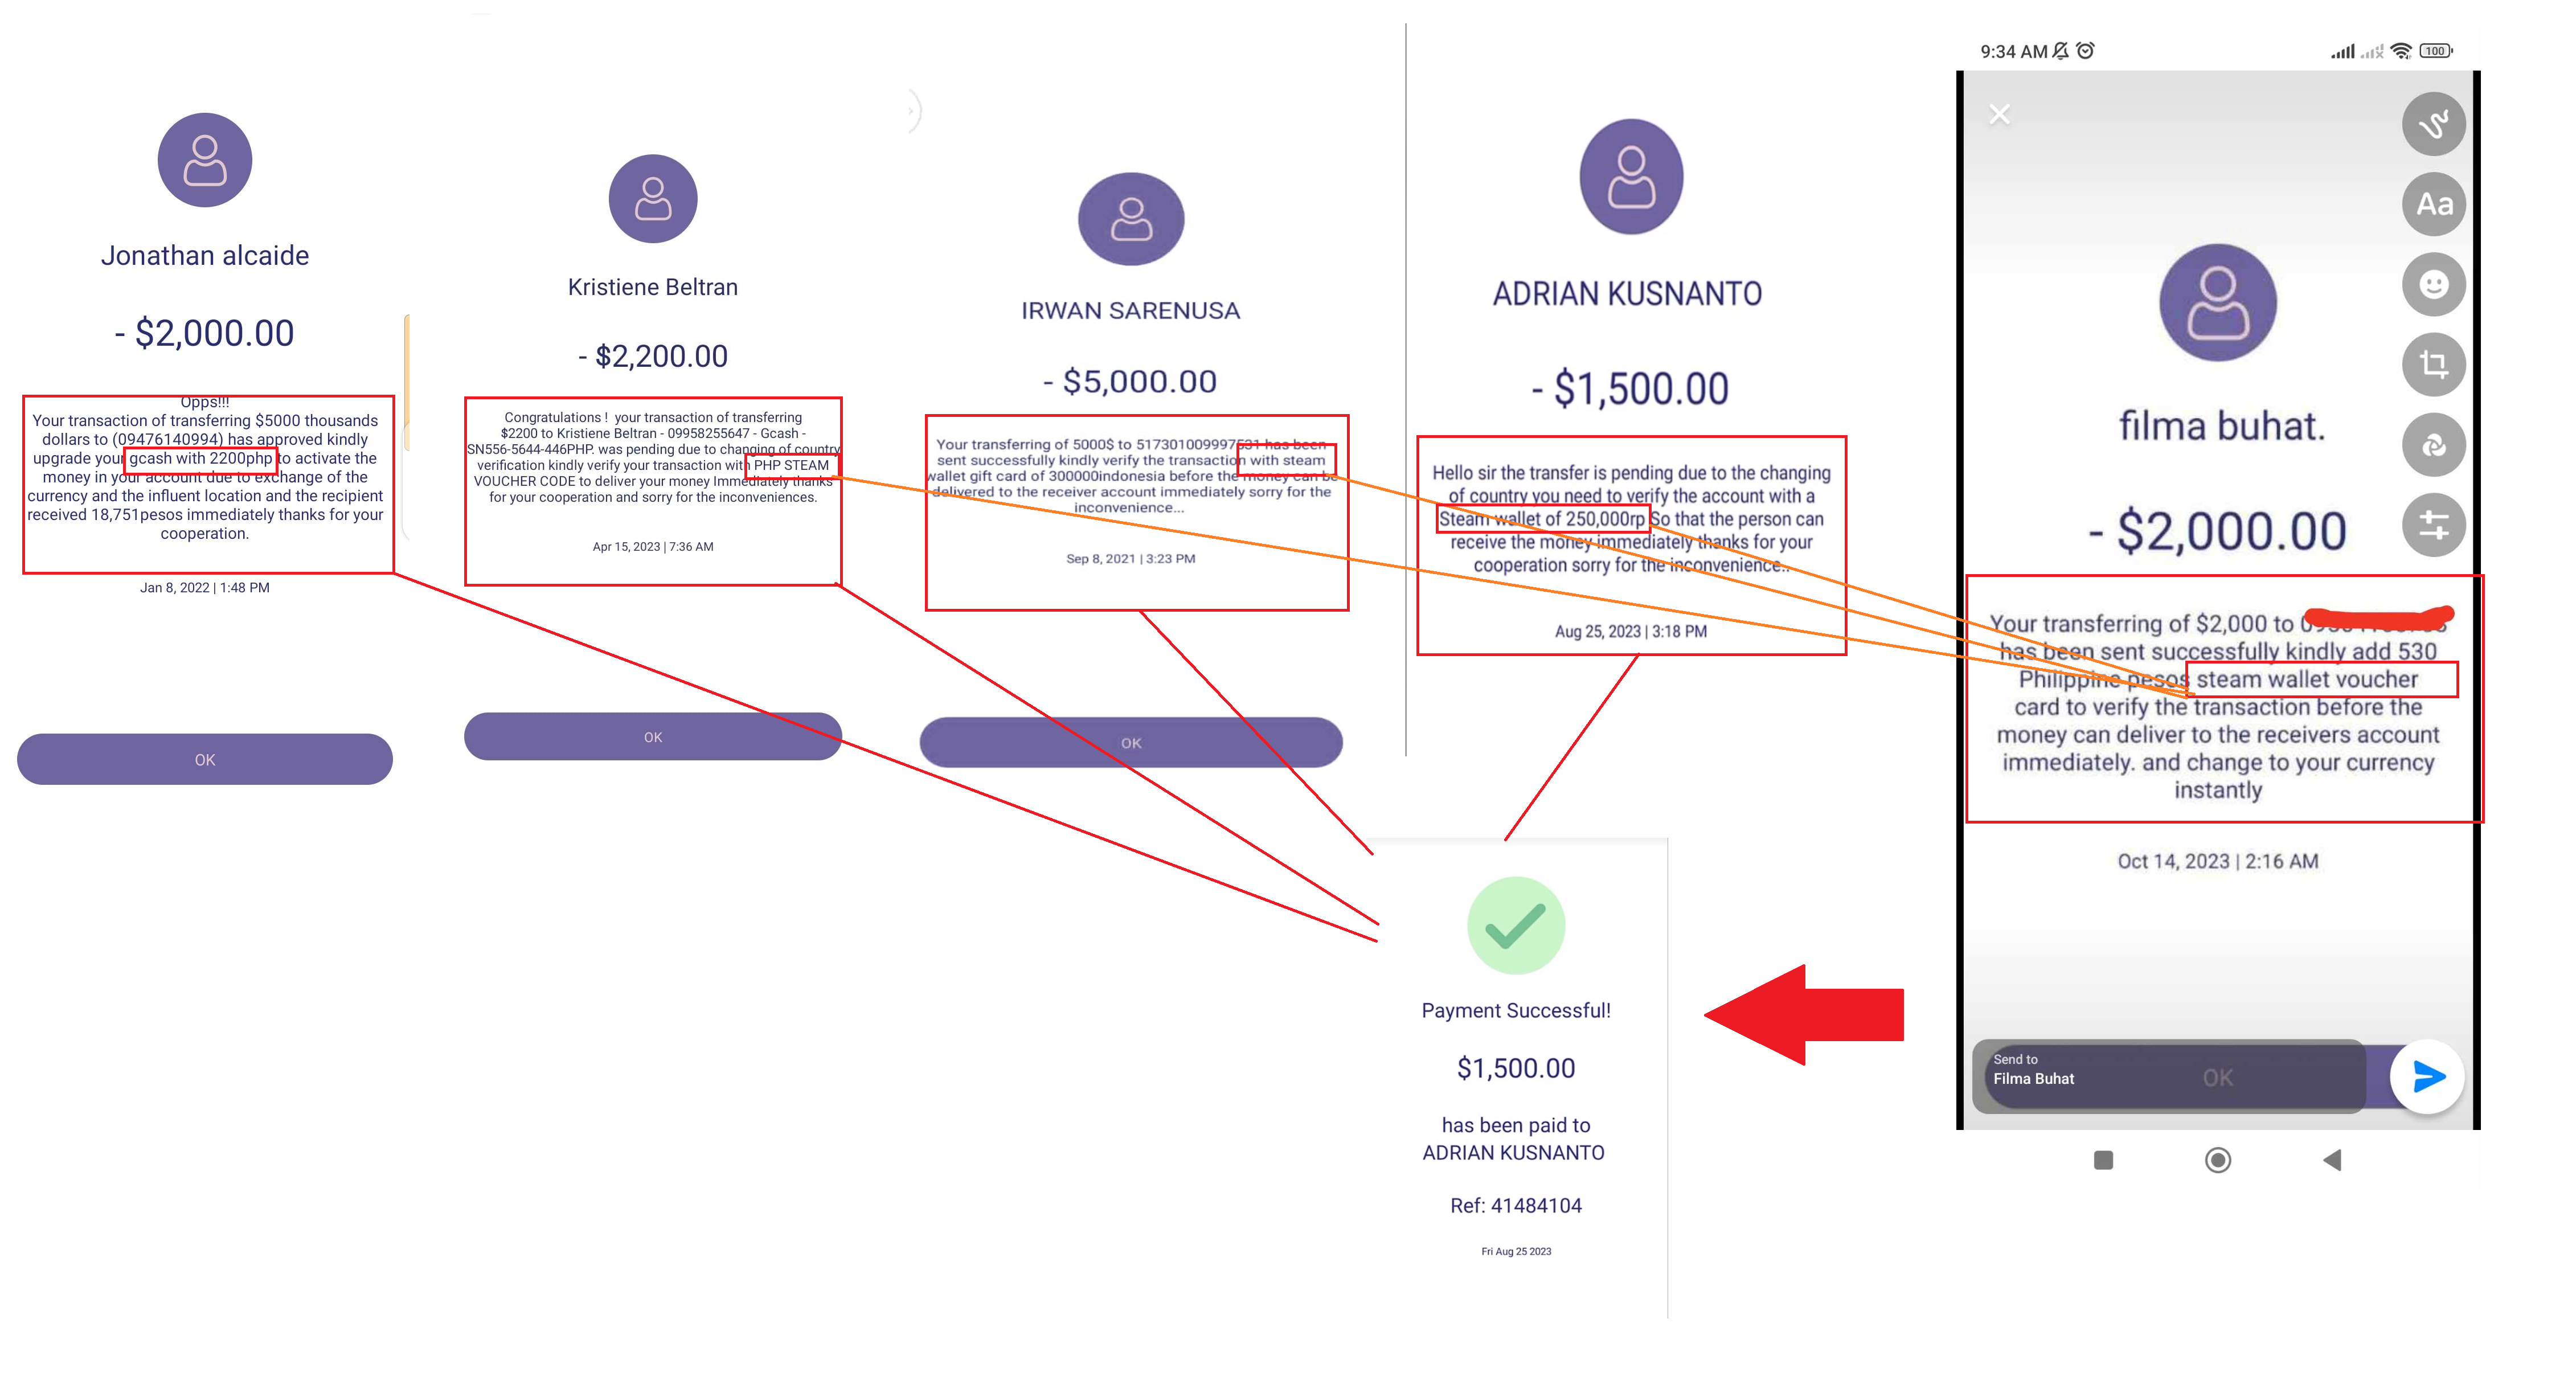 Jonathan alcaide
- $2,000.00
Opps!!!
Your transaction of transferring $5000 thousands
dollars to (09476140994) has approved kindly
upgrade your gcash with 2200php to activate the
money in your account due to exchange of the
currency and the influent location and the recipient
received 18,751pesos immediately thanks for your
cooperation.
Jan 8, 2022 | 1:48 PM
OK
Kristiene Beltran
- $2,200.00
Congratulations ! your transaction of transferring
$2200 to Kristiene Beltran - 09958255647 - Gcash -
SN556-5644-446PHP. was pending due to changing of country
verification kindly verify your transaction with PHP STEAM
VOUCHER CODE to deliver your money Immediately thanks
for your cooperation and sorry for the inconveniences.
Apr 15, 2023 | 7:36 AM
OK
IRWAN SARENUSA
- $5,000.00
Your transferring of 5000$ to 517301009997531 has been
sent successfully kindly verify the transaction with steam
wallet gift card of 300000indonesia before the money can be
delivered to the receiver account immediately sorry for the
inconvenience...
Sep 8, 2021 | 3:23 PM
OK
ADRIAN KUSNANTO
- $1,500.00
Hello sir the transfer is pending due to the changing
of country you need to verify the account with a
Steam wallet of 250,000rp So that the person can
receive the money immediately thanks for your
cooperation sorry for the inconvenience..
Aug 25, 2023 | 3:18 PM
Payment Successful!
$1,500.00
has been paid to
ADRIAN KUSNANTO
Ref: 41484104
Fri Aug 25 2023
9:34 AM
100
Aa
filma buhat.
- $2,000.00
Your transferring of $2,000 to
has been sent successfully kindly add 530
Philippine pesos steam wallet voucher
card to verify the transaction before the
money can deliver to the receivers account
immediately. and change to your currency
instantly
Oct 14, 2023 | 2:16 AM
Send to
Filma Buhat
OK